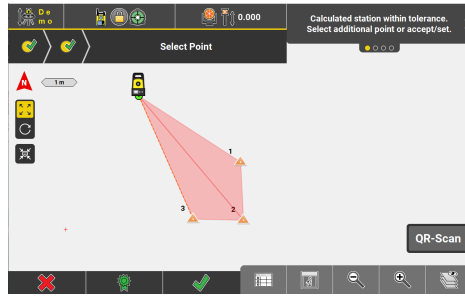 De
mo
0.000
Calculated station within tolerance.
Select additional point or accept/set.
Select Point
N
1 m
1
3
2
QR-Scan